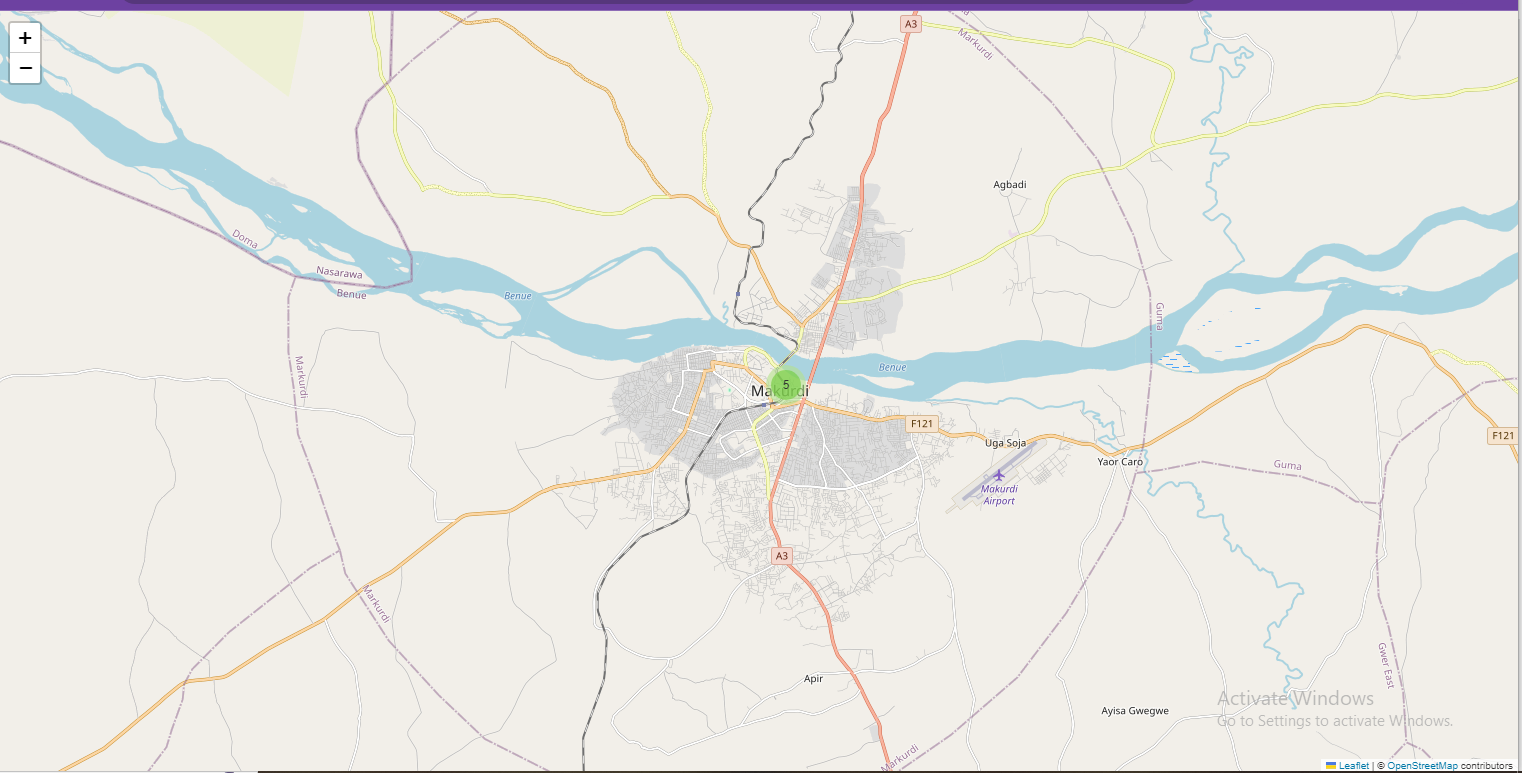 A3
Markurdi
+
−
Agbadi
Doma
Nasarawa
Benue
Benue
Guma
Markurdi
Benue
5
Makurdi
F121
F121
Uga Soja
Yaor Caro
Guma
Makurdi
Airport
A3
Markurdi
Gwer East
Apir
Ayisa Gwegwe
Activate Windows
Go to Settings to activate Windows.
Markurdi
Leaflet | © OpenStreetMap contributors